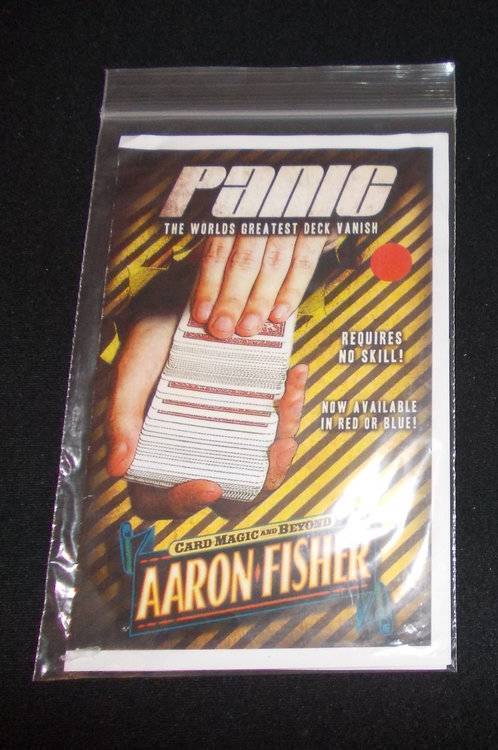 PANIC
THE WORLDS GREATEST DECK VANISH
REQUIRES
NO SKILL!
NOW AVAILABLE
IN RED OR BLUE!
CARD MAGIC AND BEYOND
AARON FISHER